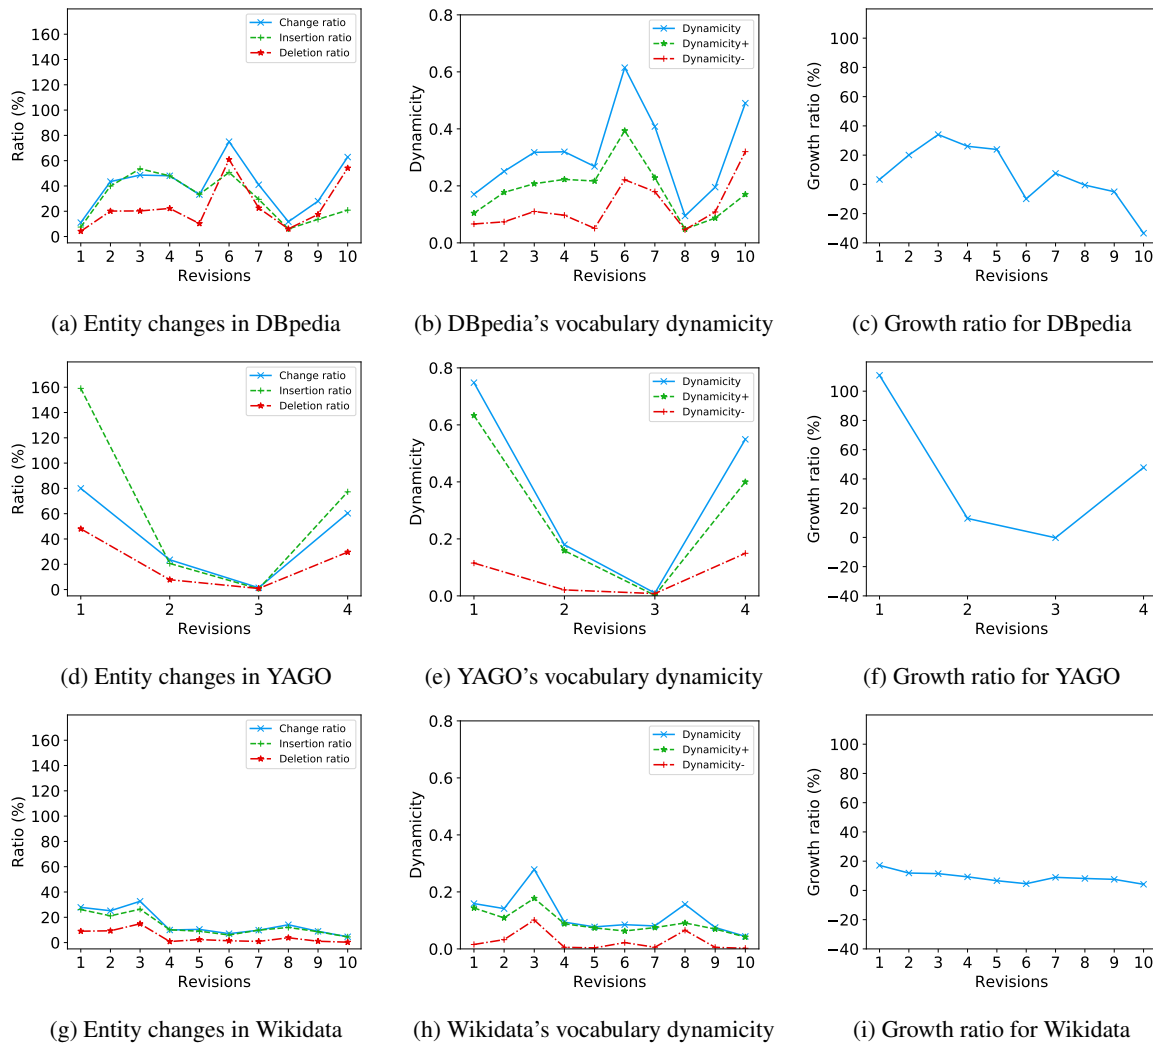 160
140
120
100
80
60
40
20
0
Ratio (%)
Change ratio
Insertion ratio
Deletion ratio
1 2 3 4 5 6 7 8 9 10
Revisions
(a) Entity changes in DBpedia
0.8
0.6
0.4
0.2
0.0
Dynamicity
Dynamicity
Dynamicity+
Dynamicity-
1 2 3 4 5 6 7 8 9 10
Revisions
(b) DBpedia's vocabulary dynamicity
100
80
60
40
20
0
−20
−40
Growth ratio (%)
1 2 3 4 5 6 7 8 9 10
Revisions
(c) Growth ratio for DBpedia
160
140
120
100
80
60
40
20
0
Ratio (%)
Change ratio
Insertion ratio
Deletion ratio
1 2 3 4
Revisions
(d) Entity changes in YAGO
0.8
0.6
0.4
0.2
0.0
Dynamicity
Dynamicity
Dynamicity+
Dynamicity-
1 2 3 4
Revisions
(e) YAGO's vocabulary dynamicity
100
80
60
40
20
0
−20
−40
Growth ratio (%)
1 2 3 4
Revisions
(f) Growth ratio for YAGO
160
140
120
100
80
60
40
20
0
Ratio (%)
Change ratio
Insertion ratio
Deletion ratio
1 2 3 4 5 6 7 8 9 10
Revisions
(g) Entity changes in Wikidata
0.8
0.6
0.4
0.2
0.0
Dynamicity
Dynamicity
Dynamicity+
Dynamicity-
1 2 3 4 5 6 7 8 9 10
Revisions
(h) Wikidata's vocabulary dynamicity
100
80
60
40
20
0
−20
−40
Growth ratio (%)
1 2 3 4 5 6 7 8 9 10
Revisions
(i) Growth ratio for Wikidata